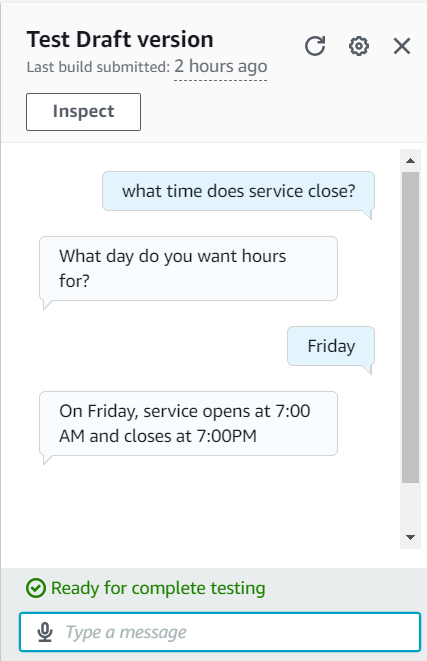 Test Draft version
Last build submitted: 2 hours ago
Inspect
what time does service close?
What day do you want hours
for?
Friday
On Friday, service opens at 7:00
AM and closes at 7:00PM
Ready for complete testing
Type a message